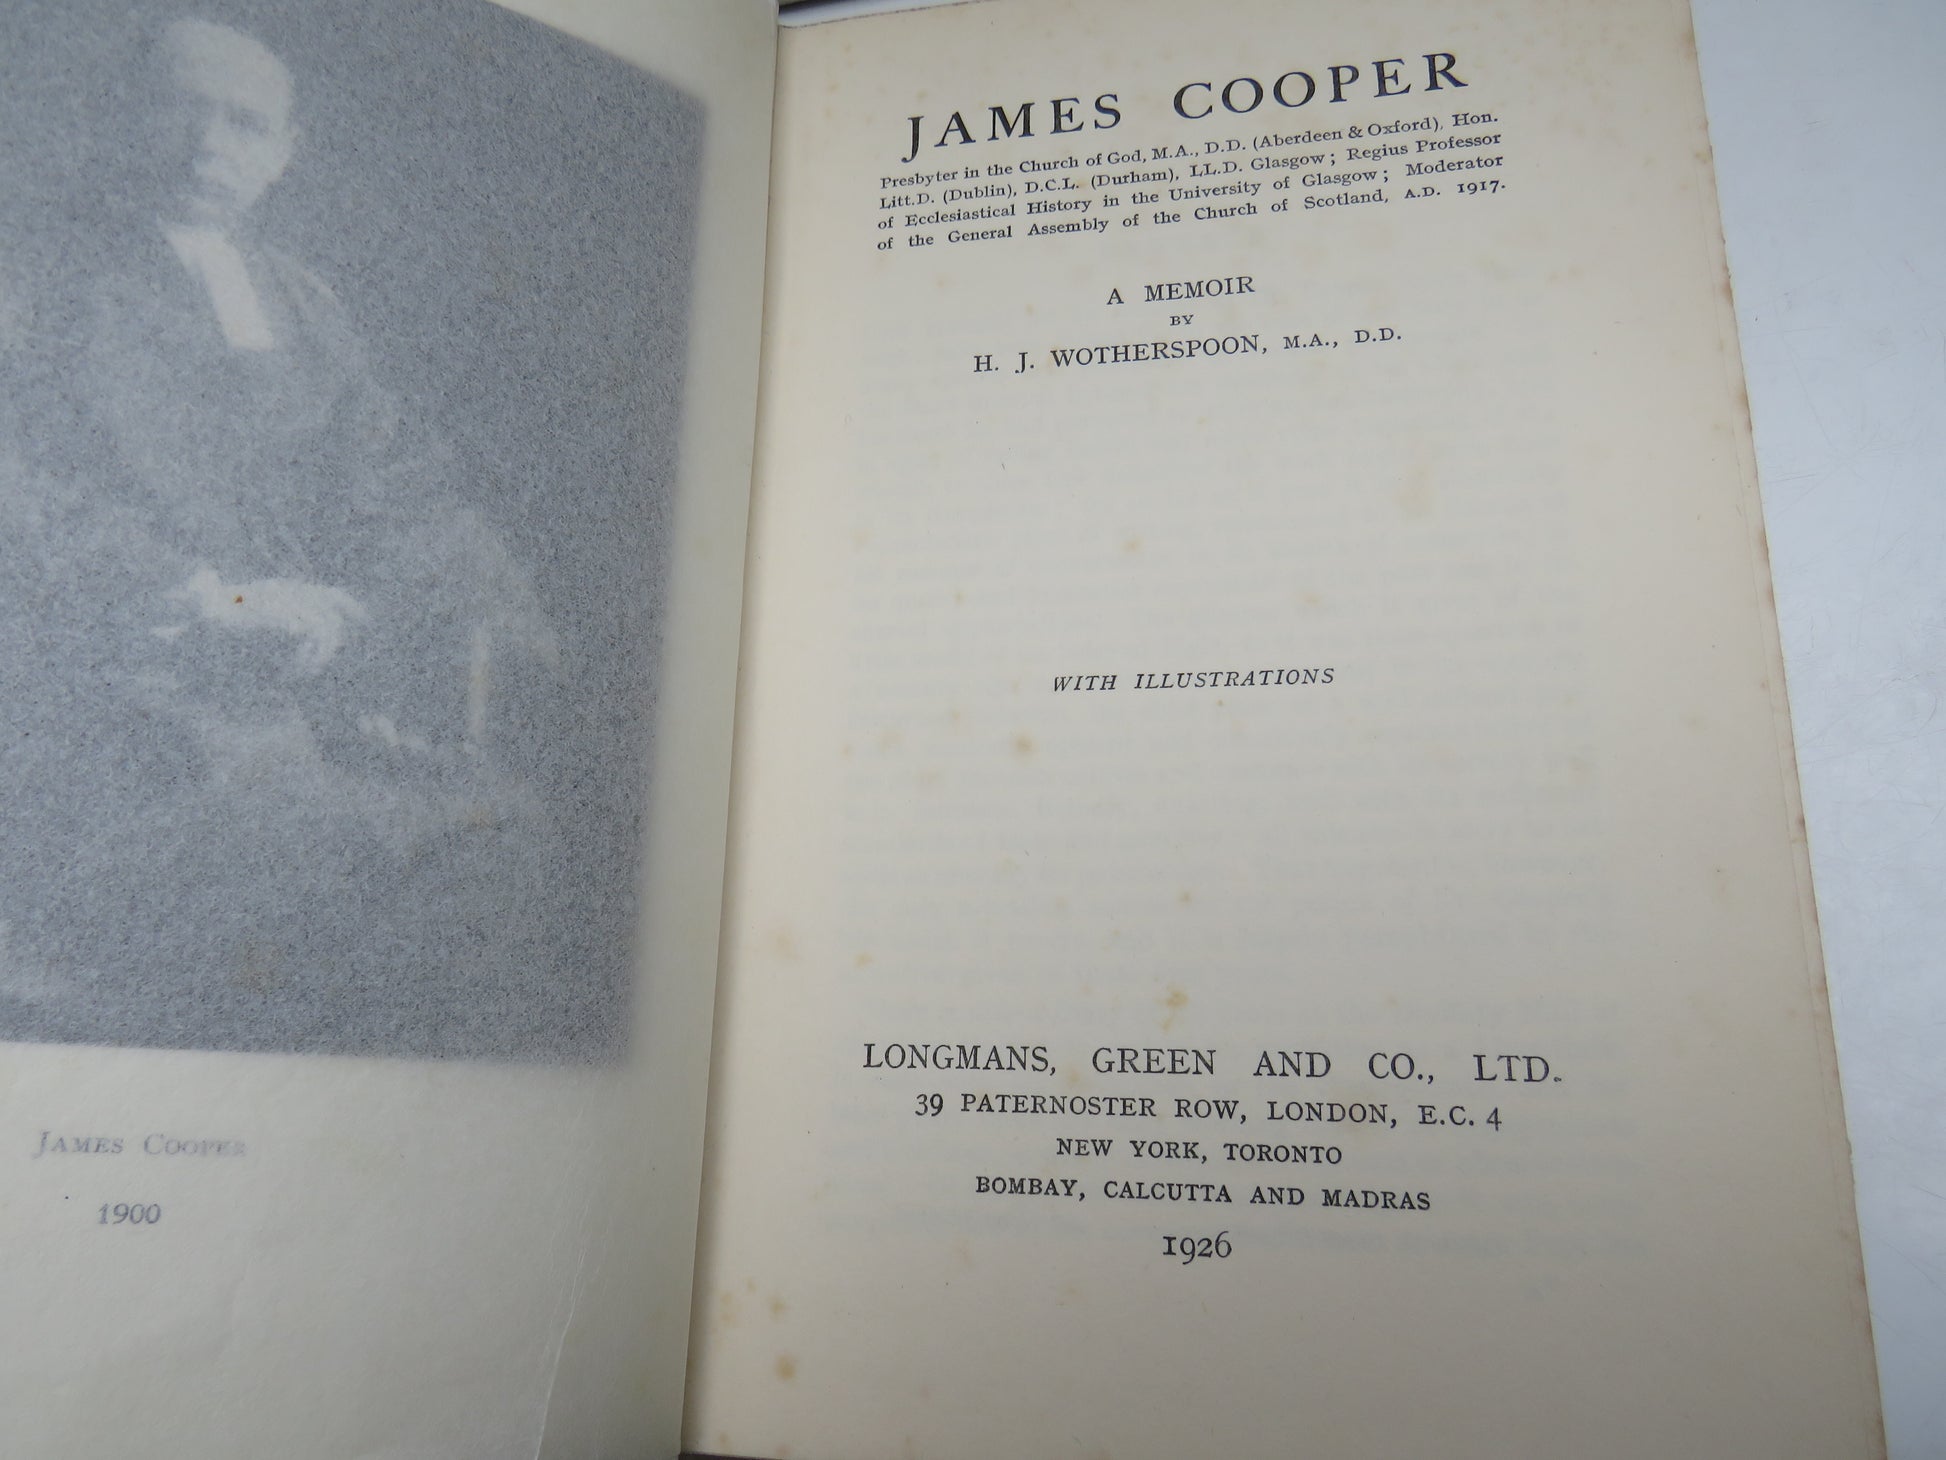 JAMES COOPER
1900
JAMES COOPER
Presbyter in the Church of God, M.A., D.D. (Aberdeen & Oxford), Hon.
Litt.D. (Dublin), D.C.L. (Durham), LL.D. Glasgow; Regius Professor
of Ecclesiastical History in the University of Glasgow; Moderator
of the General Assembly of the Church of Scotland, A.D. 1917.
A MEMOIR
BY
H. J. WOTHERSPOON, M.A., D.D.
WITH ILLUSTRATIONS
LONGMANS, GREEN AND CO., LTD.
39 PATERNOSTER ROW, LONDON, E.C. 4
NEW YORK, TORONTO
BOMBAY, CALCUTTA AND MADRAS
1926